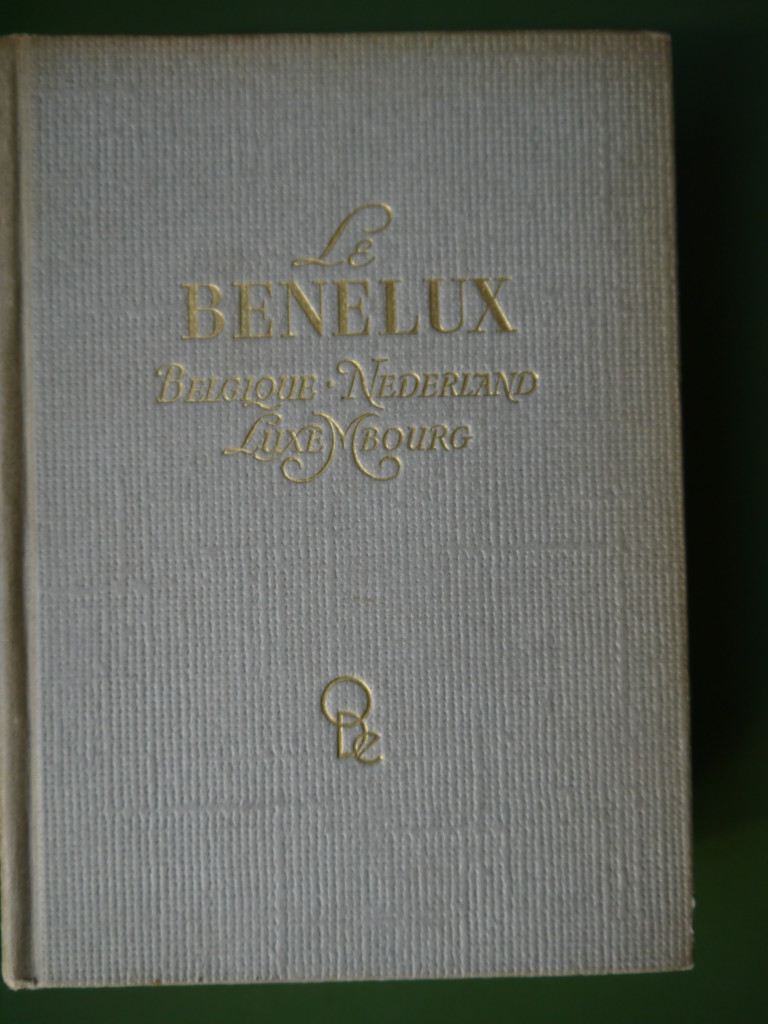 Le
BENELUX
BELGIQUE · NEDERLAND
LUXEMBOURG
ODE